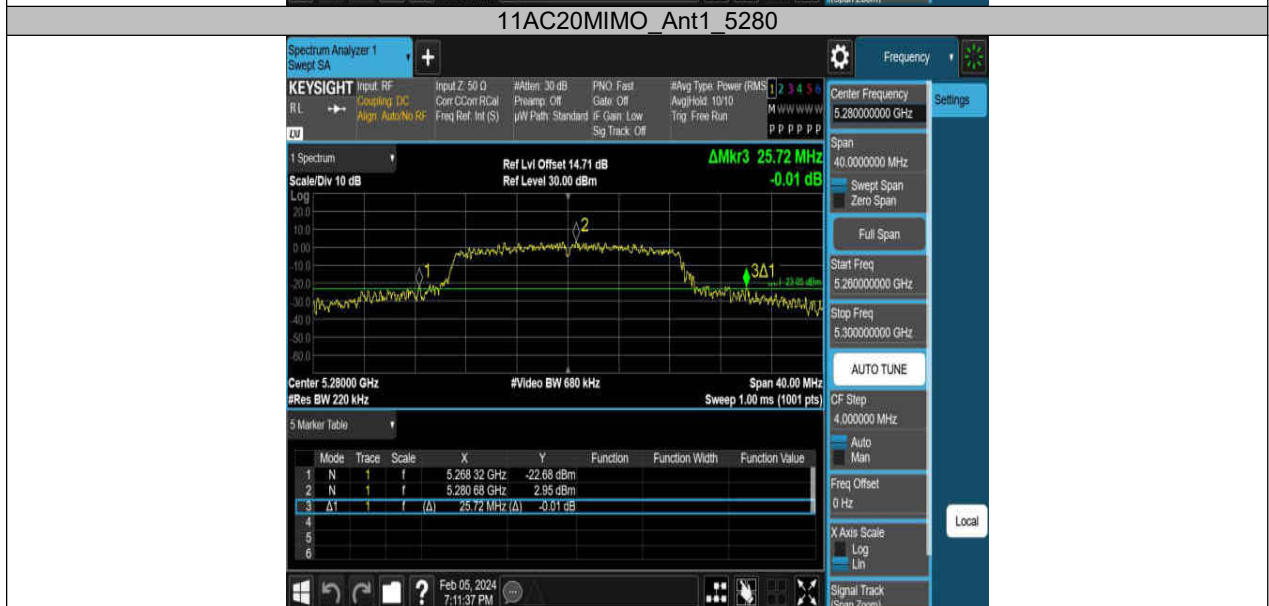 11AC20MIMO_Ant1_5280
Spectrum Analyzer 1
Swept SA
+
Frequency
KEYSIGHT
RL
Input: RF
Coupling: DC
Align: Auto/No RF
Input Z: 50 Ω
Corr CCorr RCal
Freq Ref: Int (S)
#Atten: 30 dB
Preamp: Off
µW Path: Standard
PNO: Fast
Gate: Off
IF Gain: Low
Sig Track: Off
#Avg Type: Power (RMS
Avg|Hold: 10/10
Trig: Free Run
1 2 3 4 5 6
M W W W W W
P P P P P P
Center Frequency
5.280000000 GHz
Settings
Span
40.0000000 MHz
Swept Span
Zero Span
Full Span
Start Freq
5.260000000 GHz
Stop Freq
5.300000000 GHz
AUTO TUNE
CF Step
4.000000 MHz
Auto
Man
Freq Offset
0 Hz
X Axis Scale
Log
Lin
Signal Track
(Span Zoom)
Local
1 Spectrum
Scale/Div 10 dB
Ref Lvl Offset 14.71 dB
Ref Level 30.00 dBm
ΔMkr3 25.72 MHz
-0.01 dB
Log
20.0
10.0
0.00
-10.0
-20.0
-30.0
-40.0
-50.0
-60.0
1
2
3Δ1
Center 5.28000 GHz
#Res BW 220 kHz
#Video BW 680 kHz
Span 40.00 MHz
Sweep 1.00 ms (1001 pts)
5 Marker Table
Mode Trace Scale X Y Function Function Width Function Value
1 N 1 f 5.268 32 GHz -22.68 dBm
2 N 1 f 5.280 68 GHz 2.95 dBm
3 Δ1 1 f (Δ) 25.72 MHz (Δ) -0.01 dB
4
5
6
?
Feb 05, 2024
7:11:37 PM